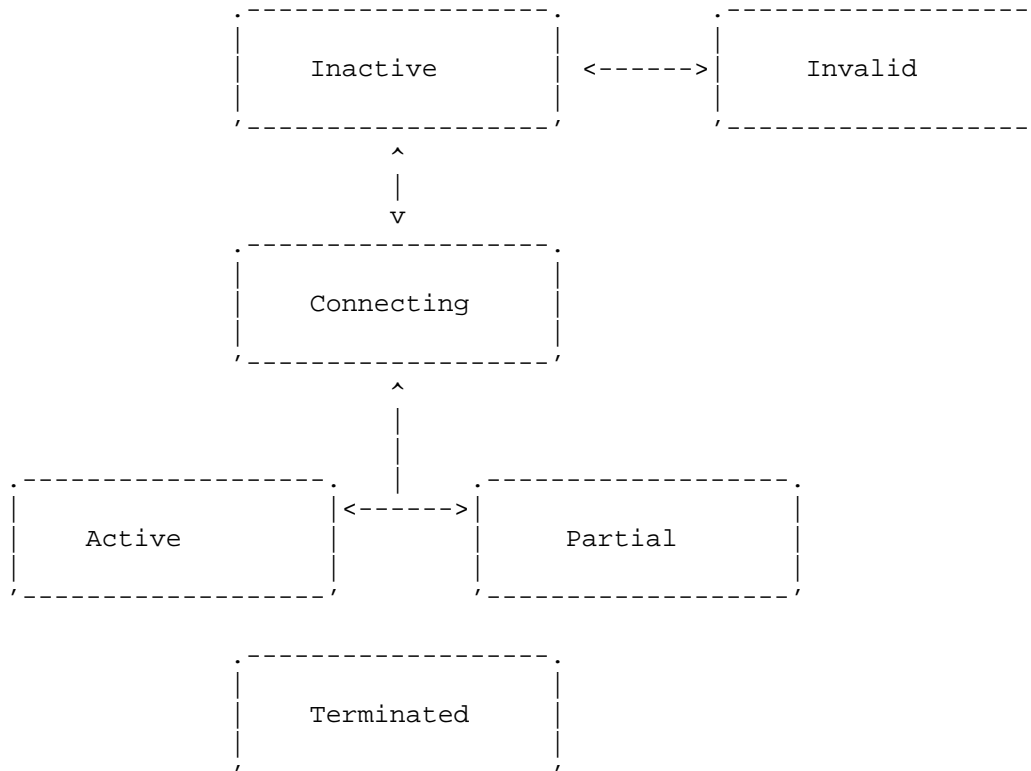 Inactive <------> Invalid
Connecting
Active <------> Partial
Terminated